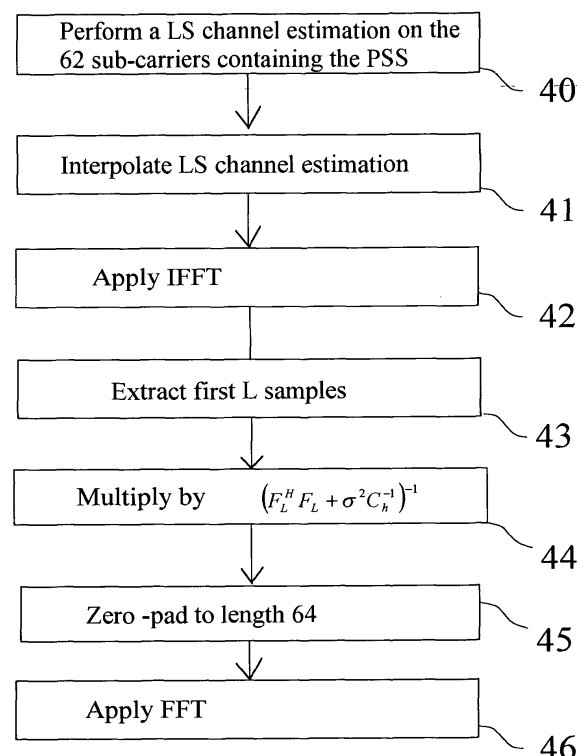 Perform a LS channel estimation on the
62 sub-carriers containing the PSS
40
Interpolate LS channel estimation
41
Apply IFFT
42
Extract first L samples
43
Multiply by (F_L^H F_L + σ^2 C_h^{-1})^{-1}
44
Zero -pad to length 64
45
Apply FFT
46